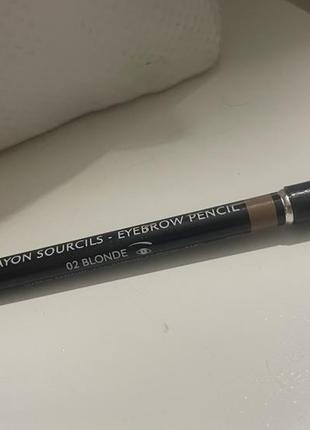 AYON SOURCILS - EYEBROW PENCIL
02 BLONDE